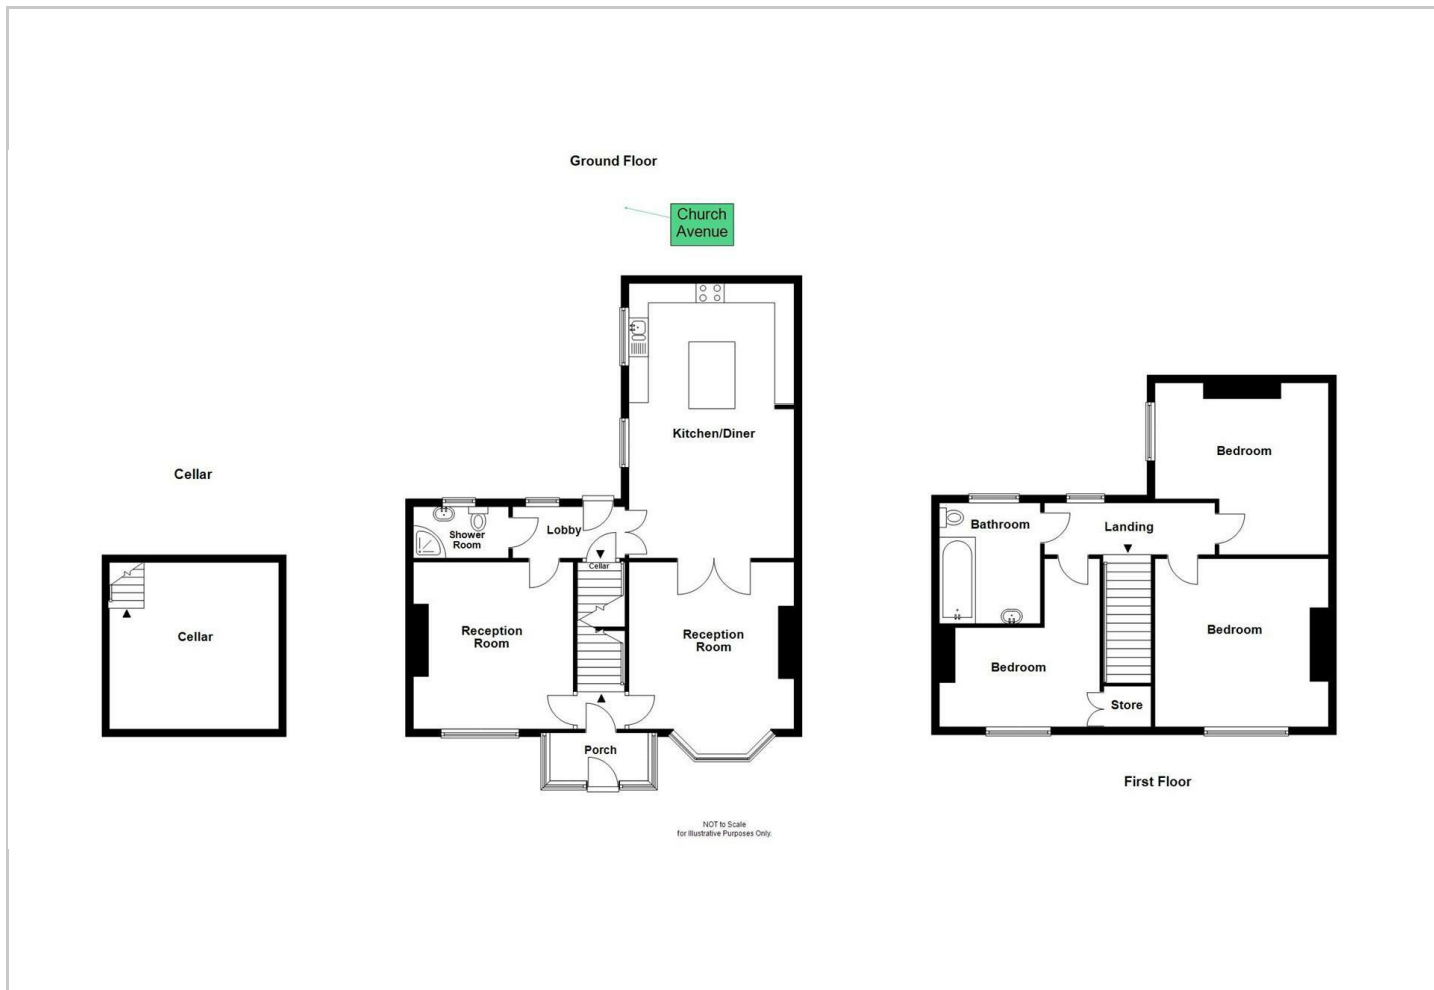 Ground Floor
Church
Avenue
Kitchen/Diner
Bedroom
Cellar
Shower
Room
Lobby
Bathroom
Landing
Cellar
Cellar
Reception
Room
Reception
Room
Bedroom
Bedroom
Store
Porch
First Floor
NOT to Scale
for Illustrative Purposes Only.